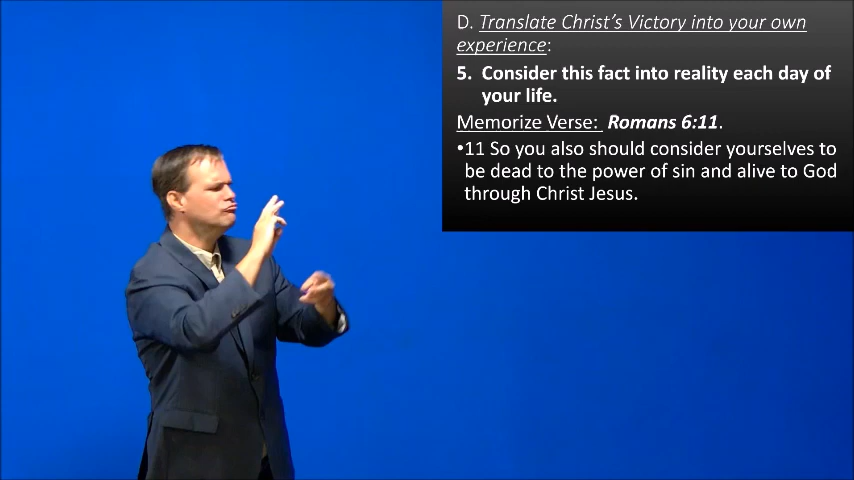 D. Translate Christ's Victory into your own
experience:
5. Consider this fact into reality each day of
your life.
Memorize Verse: Romans 6:11.
•11 So you also should consider yourselves to
be dead to the power of sin and alive to God
through Christ Jesus.